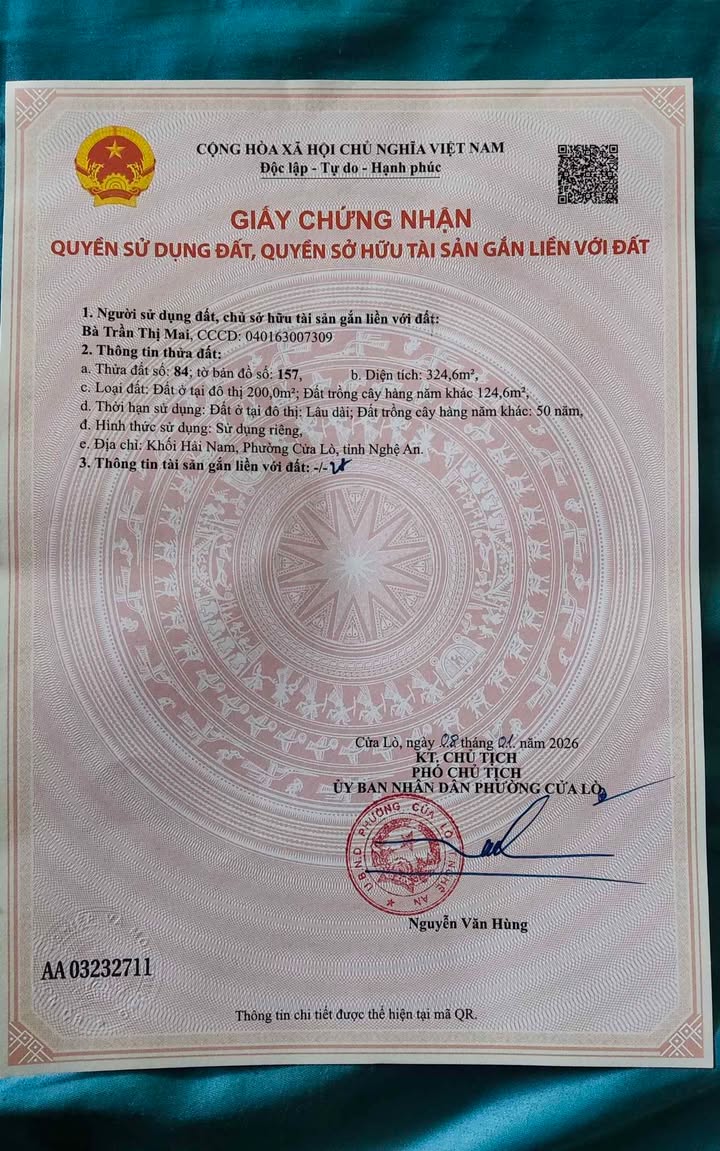 CỘNG HÒA XÃ HỘI CHỦ NGHĨA VIỆT NAM
Độc lập - Tự do - Hạnh phúc
GIẤY CHỨNG NHẬN
QUYỀN SỬ DỤNG ĐẤT, QUYỀN SỞ HỮU TÀI SẢN GẮN LIỀN VỚI ĐẤT
1. Người sử dụng đất, chủ sở hữu tài sản gắn liền với đất:
Bà Trần Thị Mai, CCCD: 040163007309
2. Thông tin thửa đất:
a. Thửa đất số: 84; tờ bản đồ số: 157, b. Diện tích: 324,6m²,
c. Loại đất: Đất ở tại đô thị 200,0m²; Đất trồng cây hàng năm khác 124,6m²;
d. Thời hạn sử dụng: Đất ở tại đô thị: Lâu dài; Đất trồng cây hàng năm khác: 50 năm,
đ. Hình thức sử dụng: Sử dụng riêng,
e. Địa chỉ: Khối Hải Nam, Phường Cửa Lò, tỉnh Nghệ An.
3. Thông tin tài sản gắn liền với đất: -/-
Cửa Lò, ngày 08 tháng 01 năm 2026
KT. CHỦ TỊCH
PHÓ CHỦ TỊCH
ỦY BAN NHÂN DÂN PHƯỜNG CỬA LÒ
U.B.N.D PHƯỜNG CỬA LÒ
NGHỆ AN
Nguyễn Văn Hùng
AA 03232711
Thông tin chi tiết được thể hiện tại mã QR.